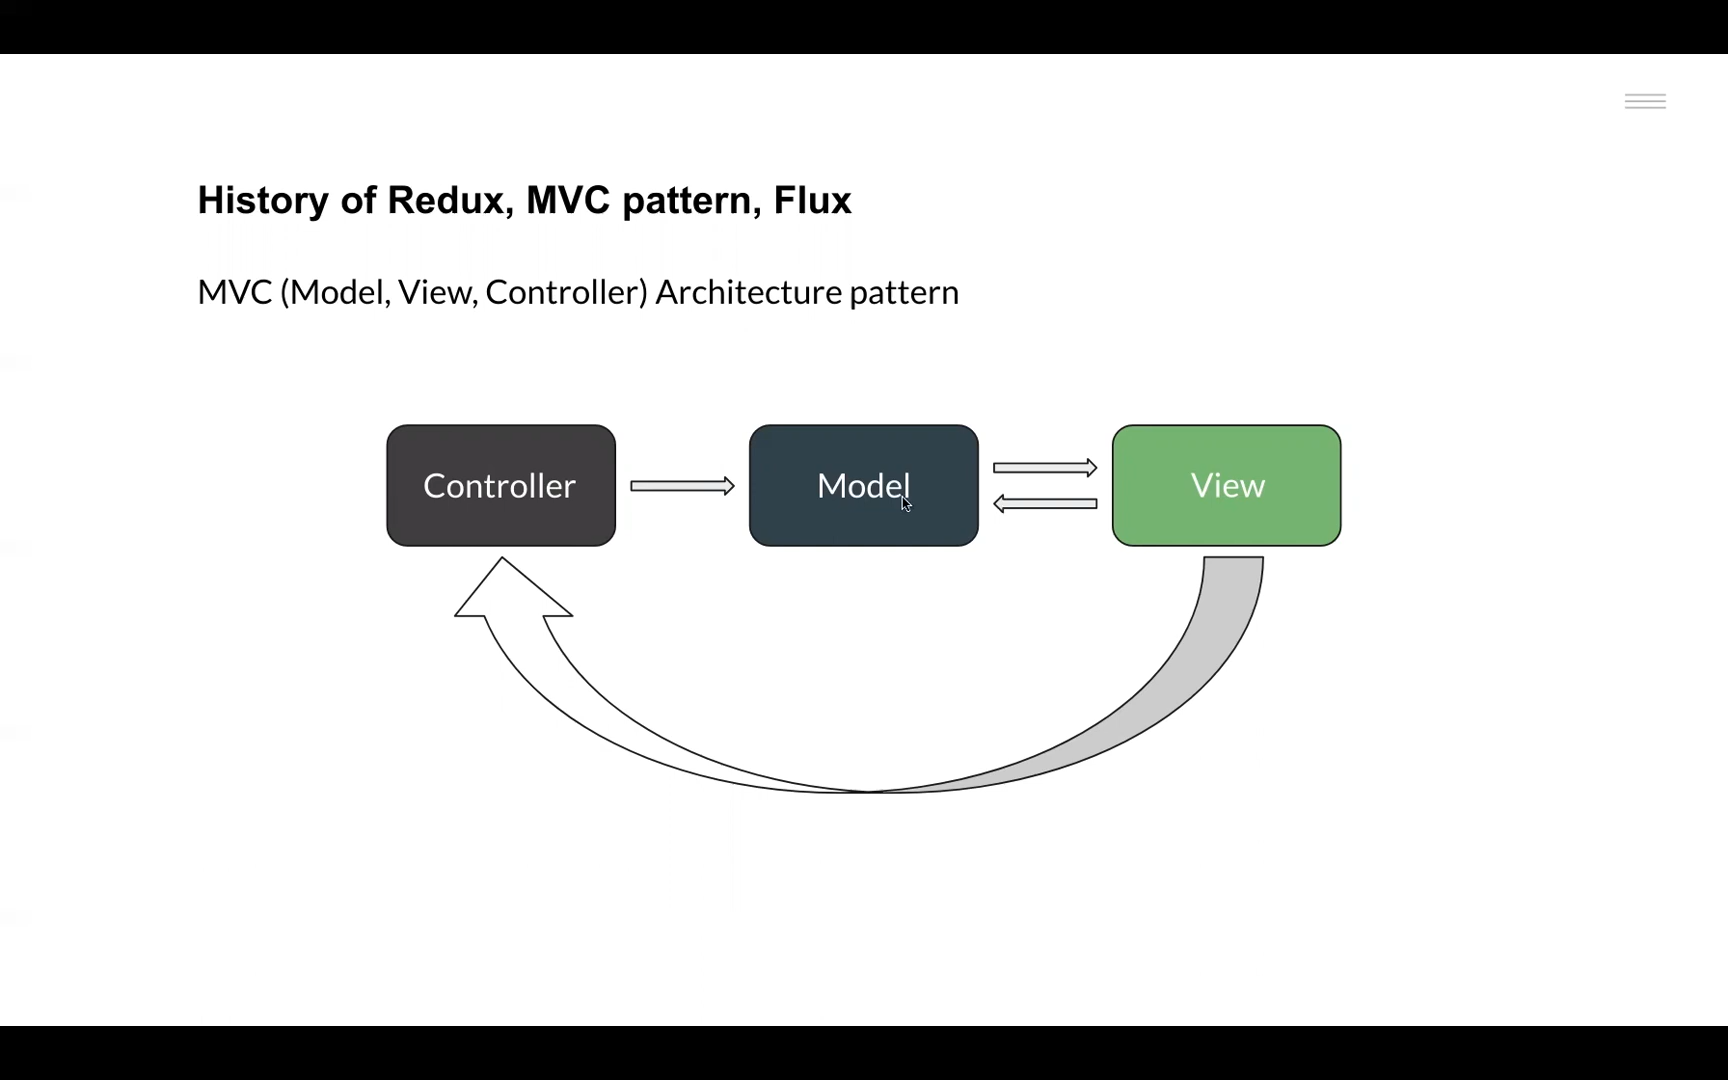 History of Redux, MVC pattern, Flux
MVC (Model, View, Controller) Architecture pattern
Controller
Model
View